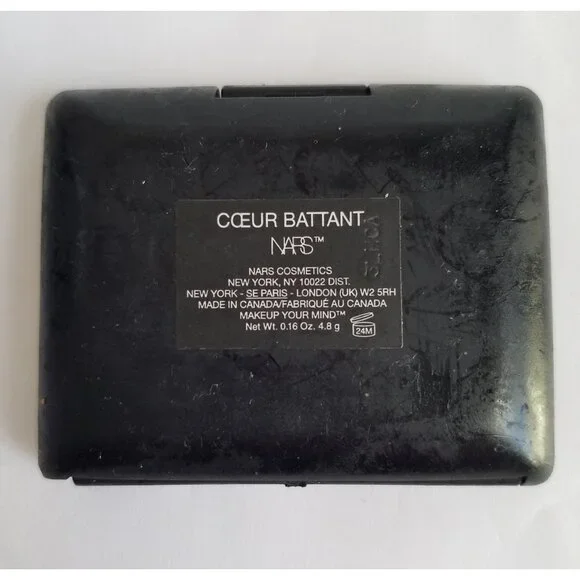 CŒUR BATTANT
NARS™
NARS COSMETICS
NEW YORK, NY 10022 DIST.
NEW YORK - SE PARIS - LONDON (UK) W2 5RH
MADE IN CANADA/FABRIQUÉ AU CANADA
MAKEUP YOUR MIND™
Net Wt. 0.16 Oz. 4.8 g
24M